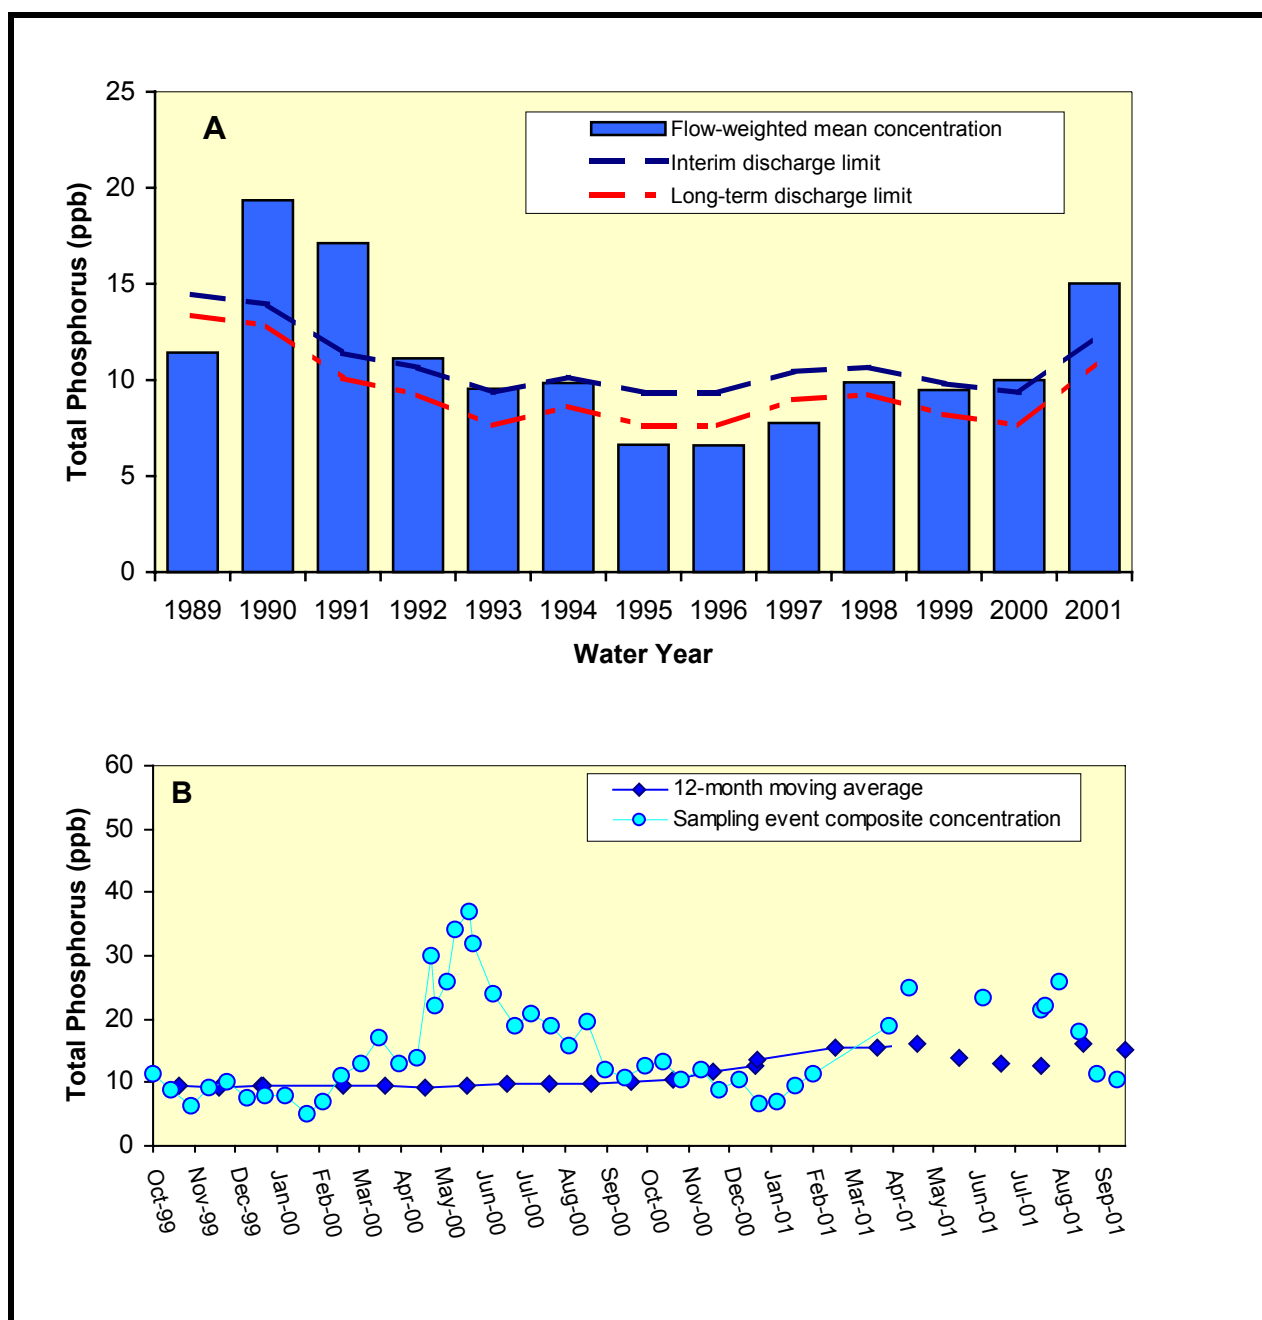 25
A
Flow-weighted mean concentration
Interim discharge limit
Long-term discharge limit
20
15
10
5
0
Total Phosphorus (ppb)
1989 1990 1991 1992 1993 1994 1995 1996 1997 1998 1999 2000 2001
Water Year
60
B
12-month moving average
Sampling event composite concentration
50
40
30
20
10
0
Total Phosphorus (ppb)
Oct-99 Nov-99 Dec-99 Jan-00 Feb-00 Mar-00 Apr-00 May-00 Jun-00 Jul-00 Aug-00 Sep-00 Oct-00 Nov-00 Dec-00 Jan-01 Feb-01 Mar-01 Apr-01 May-01 Jun-01 Jul-01 Aug-01 Sep-01